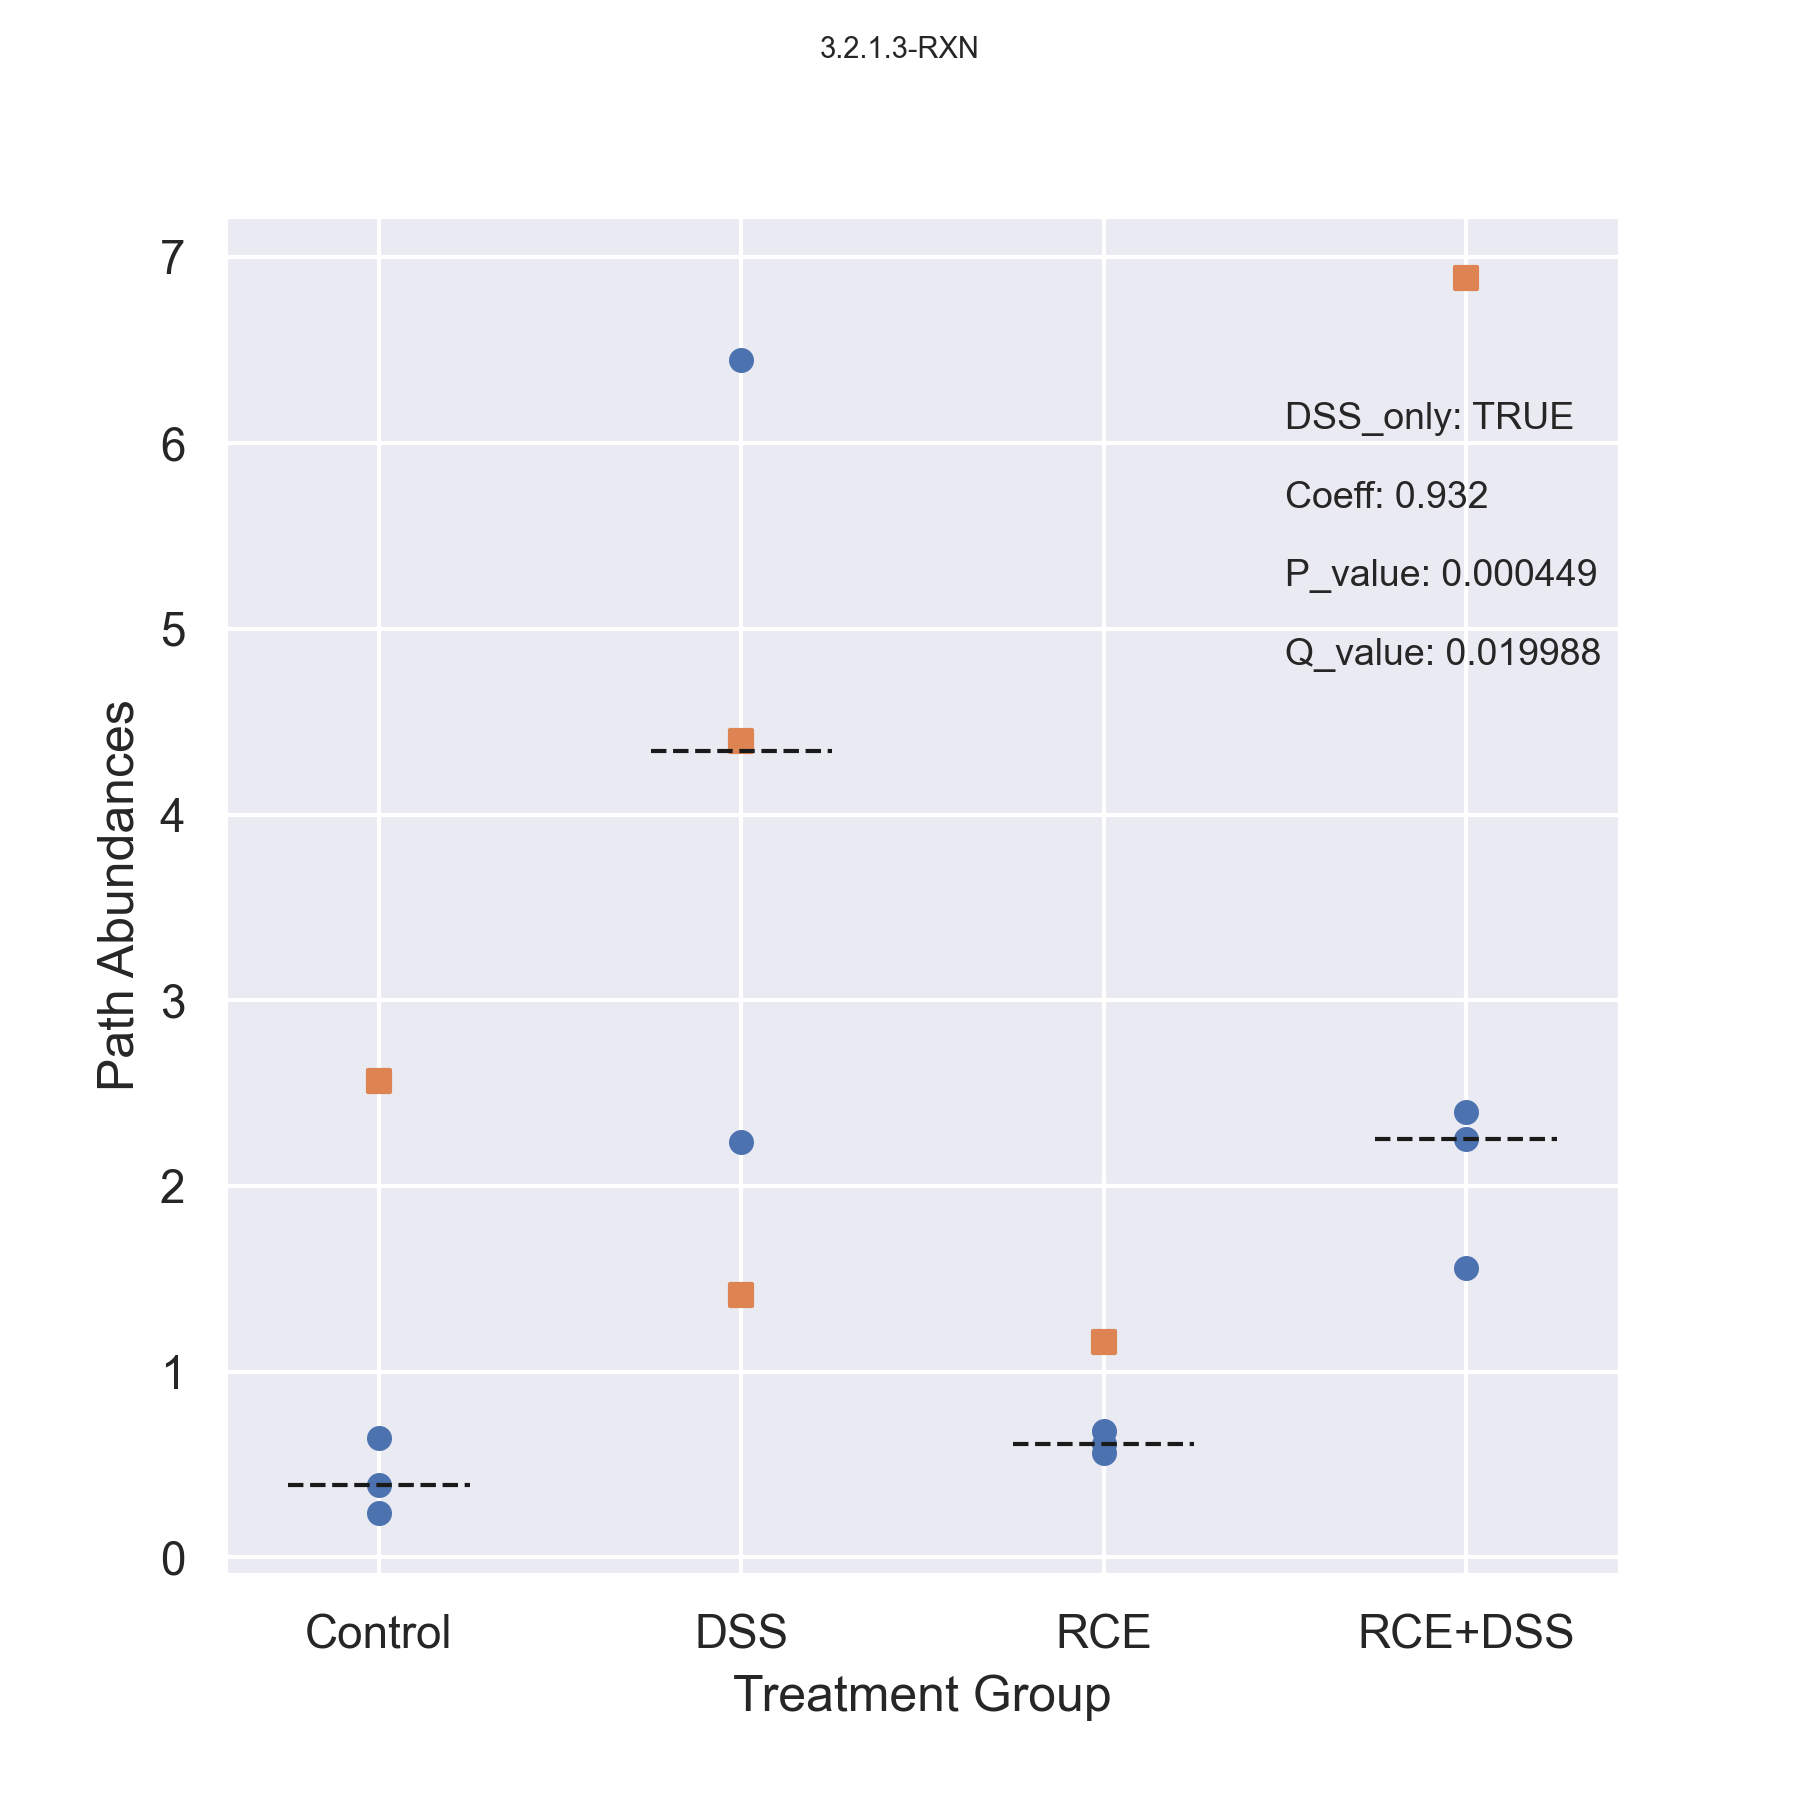 3.2.1.3-RXN
7
6
5
4
3
2
1
0
Path Abundances
DSS_only: TRUE
Coeff: 0.932
P_value: 0.000449
Q_value: 0.019988
Control DSS RCE RCE+DSS
Treatment Group